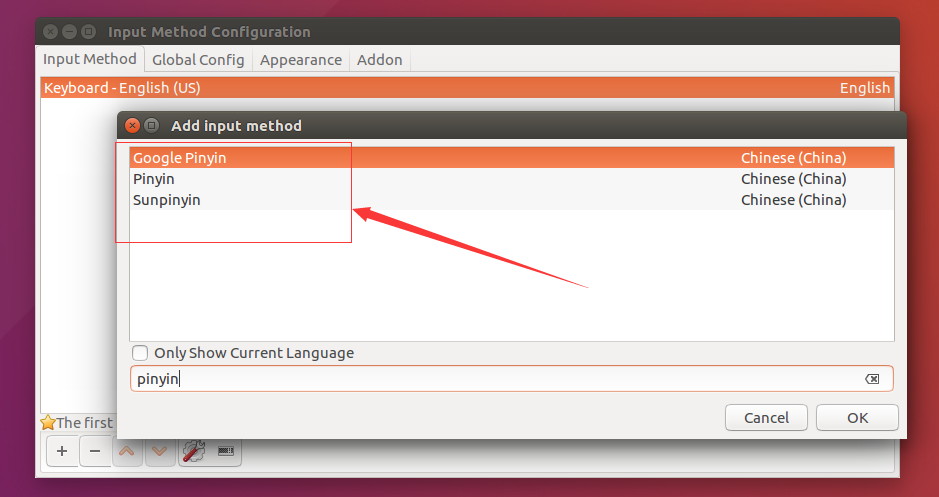 Input Method Configuration
Input Method Global Config Appearance Addon
Keyboard - English (US) English
Add input method
Google Pinyin Chinese (China)
Pinyin Chinese (China)
Sunpinyin Chinese (China)
Only Show Current Language
pinyin
Cancel OK
The first